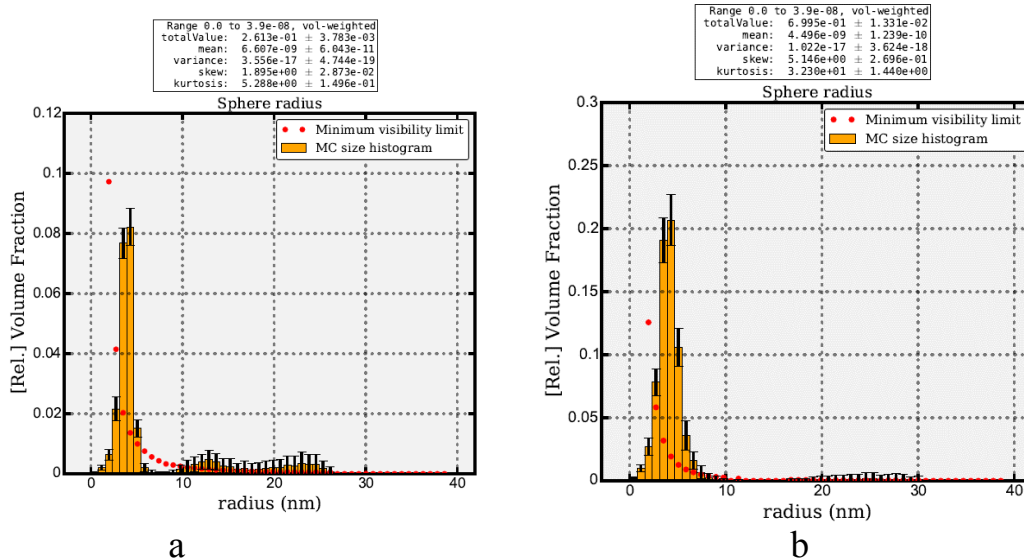 Range 0.0 to 3.9e-08, vol-weighted
totalValue: 2.613e-01 ± 3.783e-03
mean: 6.607e-09 ± 6.043e-11
variance: 3.556e-17 ± 4.744e-19
skew: 1.895e+00 ± 2.873e-02
kurtosis: 5.288e+00 ± 1.496e-01
Sphere radius
Minimum visibility limit
MC size histogram
[Rel.] Volume Fraction
0.12
0.1
0.08
0.06
0.04
0.02
0
0 10 20 30 40
radius (nm)
a
Range 0.0 to 3.9e-08, vol-weighted
totalValue: 6.995e-01 ± 1.331e-02
mean: 4.496e-09 ± 1.239e-10
variance: 1.022e-17 ± 3.624e-18
skew: 5.146e+00 ± 2.696e-01
kurtosis: 3.230e+01 ± 1.440e+00
Sphere radius
Minimum visibility limit
MC size histogram
[Rel.] Volume Fraction
0.3
0.25
0.2
0.15
0.1
0.05
0
0 10 20 30 40
radius (nm)
b